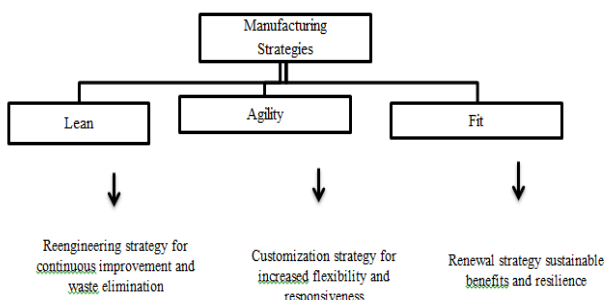 Manufacturing
Strategies
Lean
Agility
Fit
Reengineering strategy for
continuous improvement and
waste elimination
Customization strategy for
increased flexibility and
responsiveness
Renewal strategy sustainable
benefits and resilience